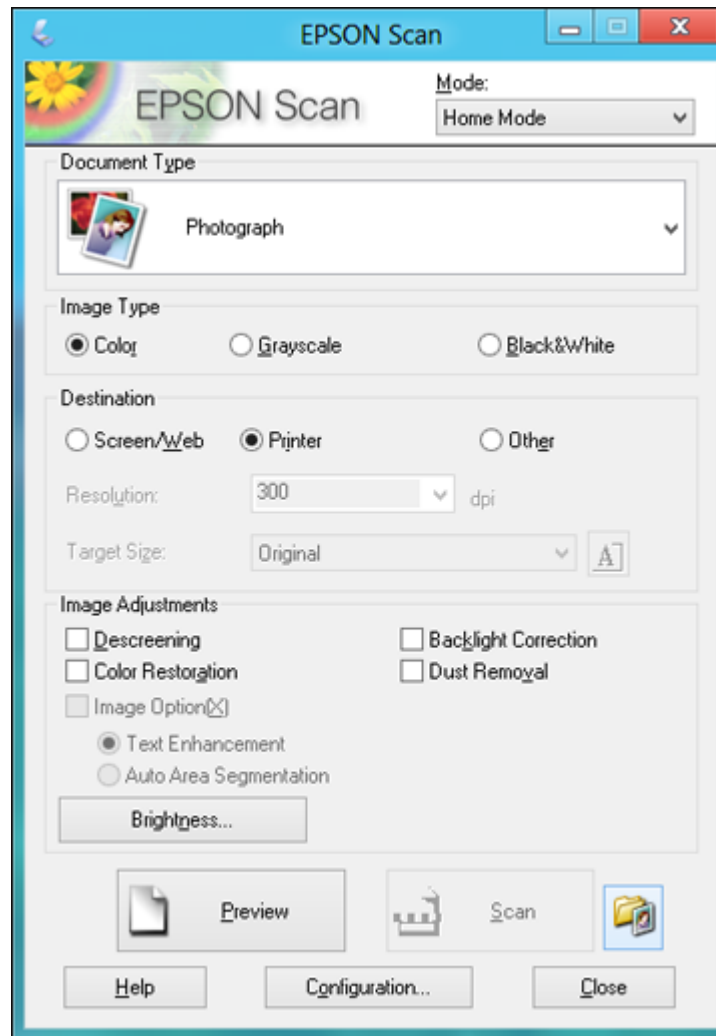 EPSON Scan
EPSON Scan
Mode:
Home Mode
Document Type
Photograph
Image Type
Color Grayscale Black&White
Destination
Screen/Web Printer Other
Resolution: 300 dpi
Target Size: Original A
Image Adjustments
Descreening Backlight Correction
Color Restoration Dust Removal
Image Option(X)
Text Enhancement
Auto Area Segmentation
Brightness...
Preview Scan
Help Configuration... Close